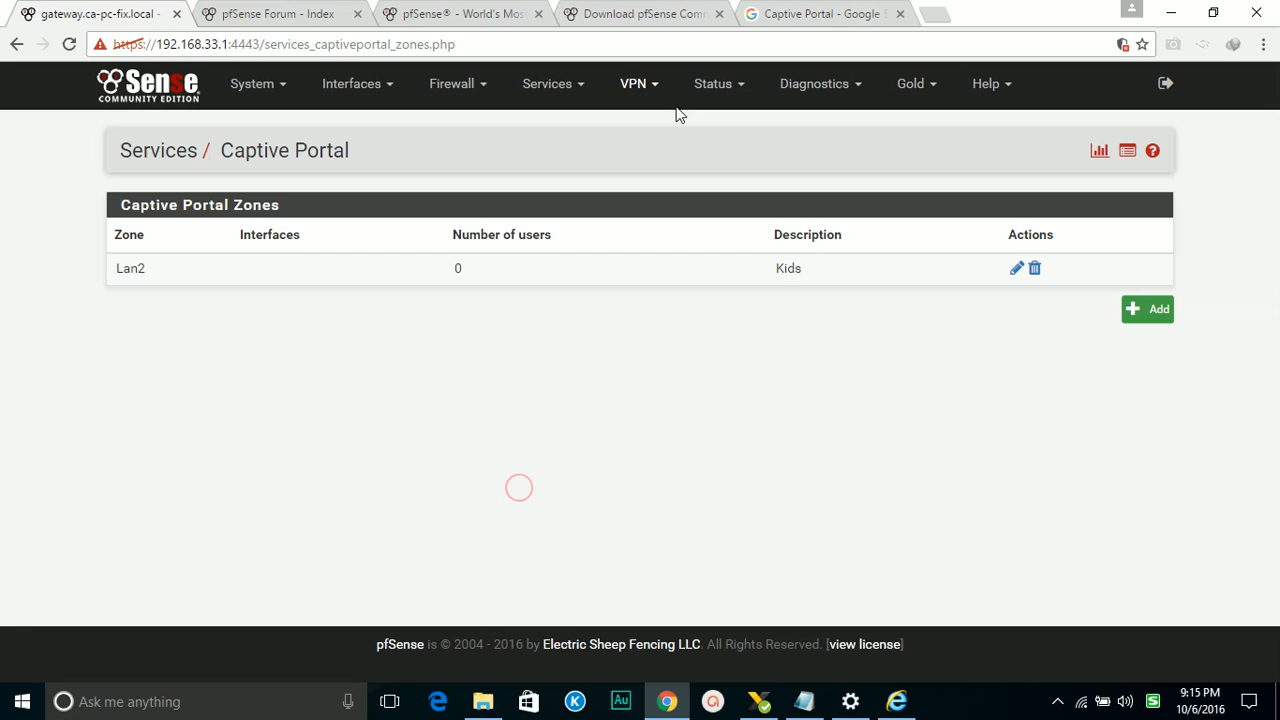 gateway.ca-pc-fix.local -
pfSense Forum - Index
pfSense® - World's Mos
Download pfSense Com
Captive Portal - Google S
https://192.168.33.1:4443/services_captiveportal_zones.php
Sense
COMMUNITY EDITION
System
Interfaces
Firewall
Services
VPN
Status
Diagnostics
Gold
Help
Services / Captive Portal
Captive Portal Zones
Zone Interfaces Number of users Description Actions
Lan2 0 Kids
Add
pfSense is © 2004 - 2016 by Electric Sheep Fencing LLC. All Rights Reserved. [view license]
Ask me anything
Au
K
S
9:15 PM
10/6/2016